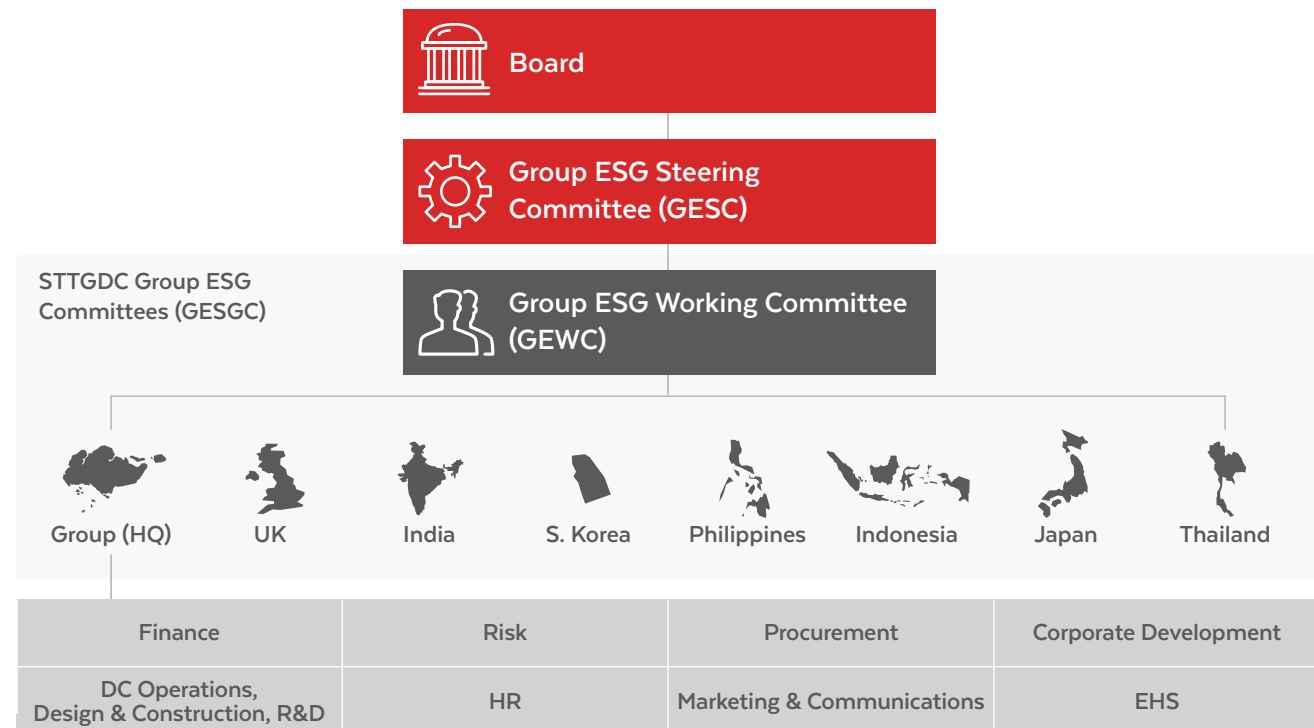 Board
Group ESG Steering
Committee (GESC)
STTGDC Group ESG
Committees (GESGC)
Group ESG Working Committee
(GEWC)
Group (HQ)
UK
India
S. Korea
Philippines
Indonesia
Japan
Thailand
Finance
Risk
Procurement
Corporate Development
DC Operations,
Design & Construction, R&D
HR
Marketing & Communications
EHS